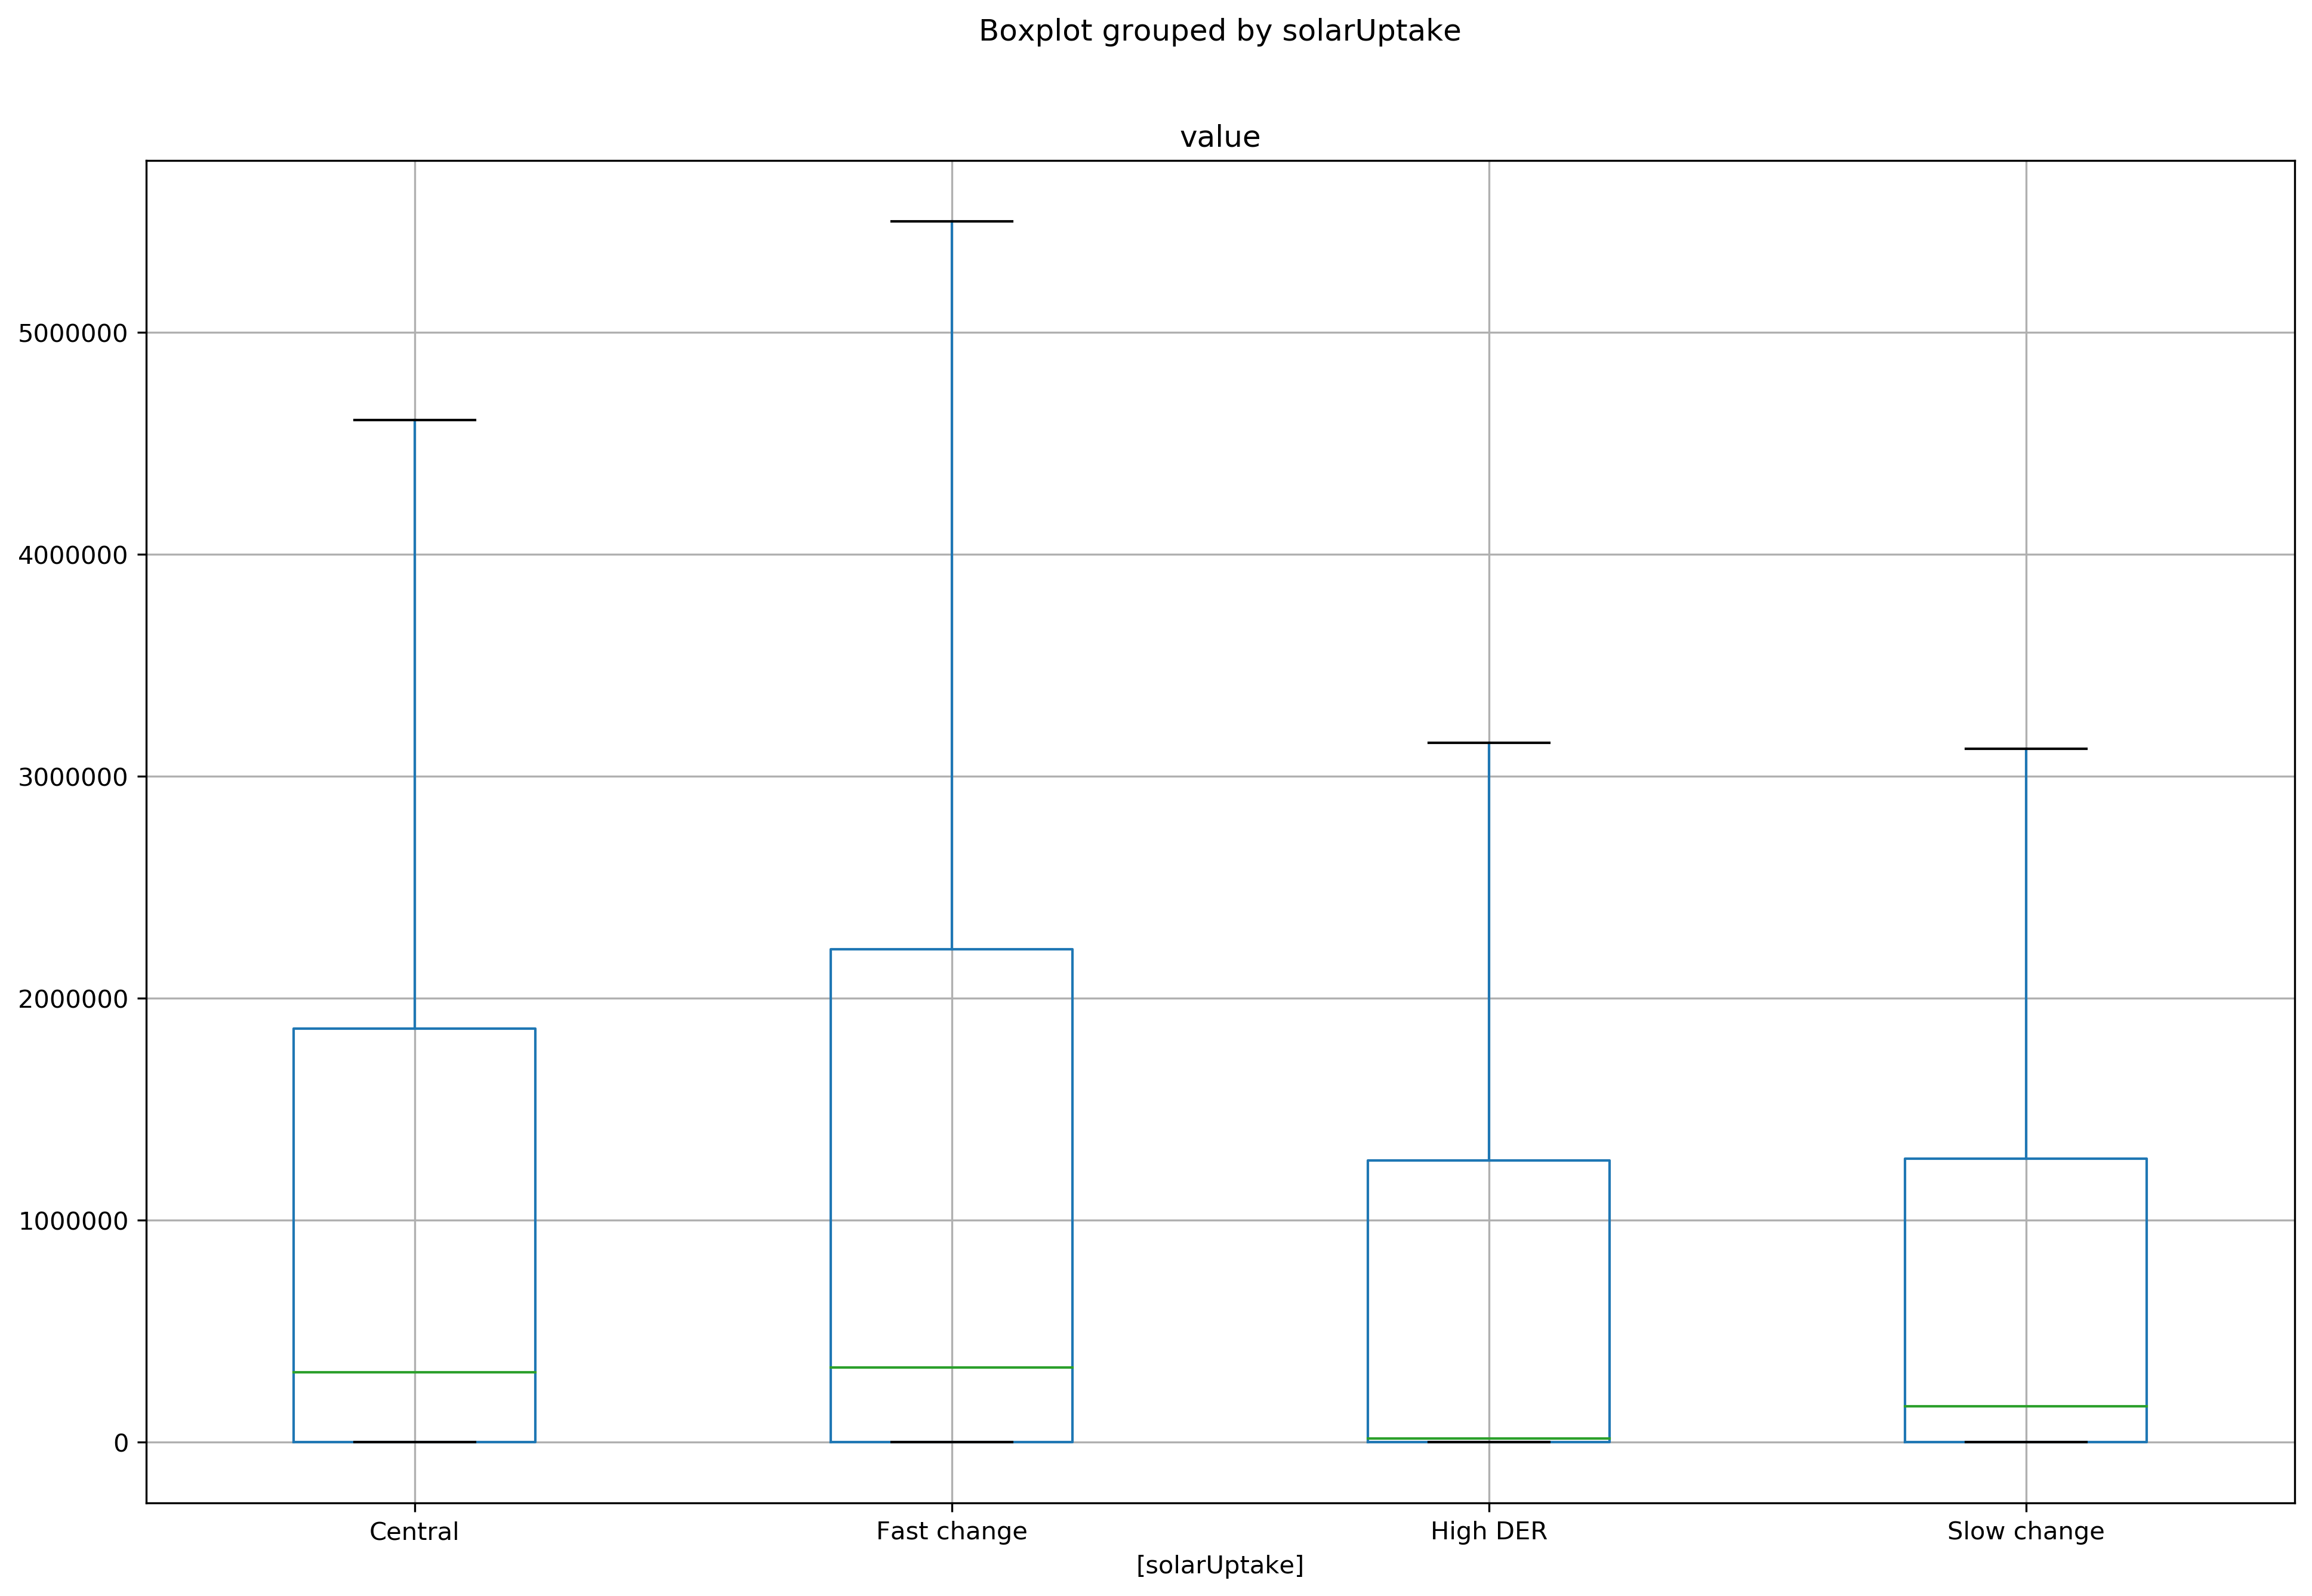 Boxplot grouped by solarUptake
value
5000000
4000000
3000000
2000000
1000000
0
Central Fast change High DER Slow change
[solarUptake]